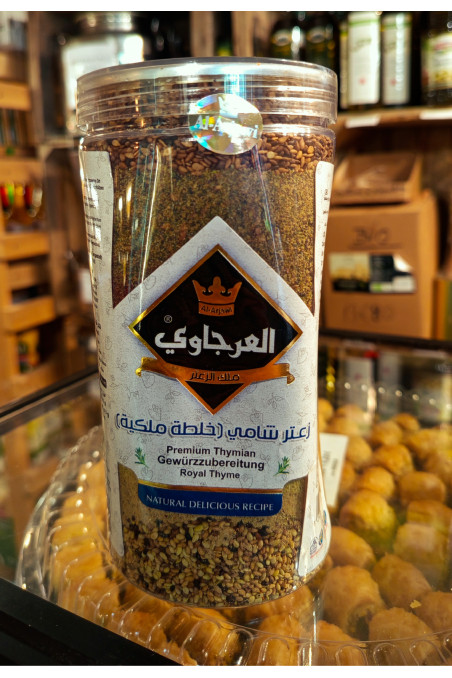 العرجاوي
®
ملك الزعتر
زعتر شامي (خلطة ملكية)
Premium Thymian
Gewürzzubereitung
Royal Thyme
NATURAL DELICIOUS RECIPE